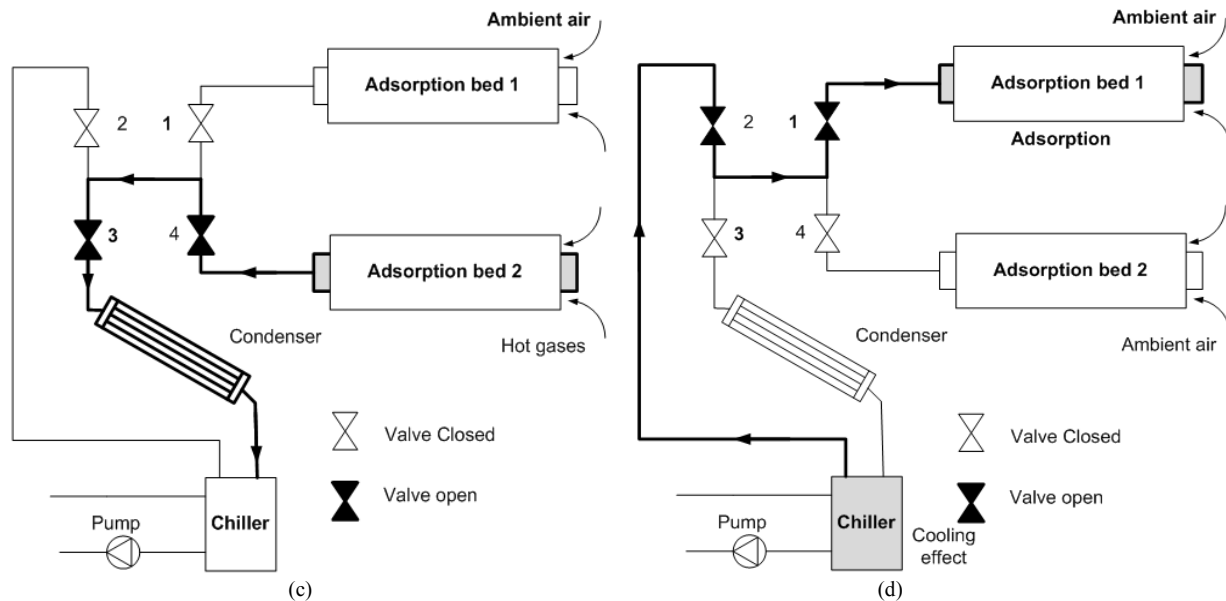 Ambient air
Adsorption bed 1
2
1
3
4
Adsorption bed 2
Condenser
Hot gases
Valve Closed
Valve open
Chiller
Pump
(c)
Ambient air
Adsorption bed 1
Adsorption
2
1
3
4
Adsorption bed 2
Condenser
Ambient air
Valve Closed
Valve open
Chiller
Pump
Cooling
effect
(d)